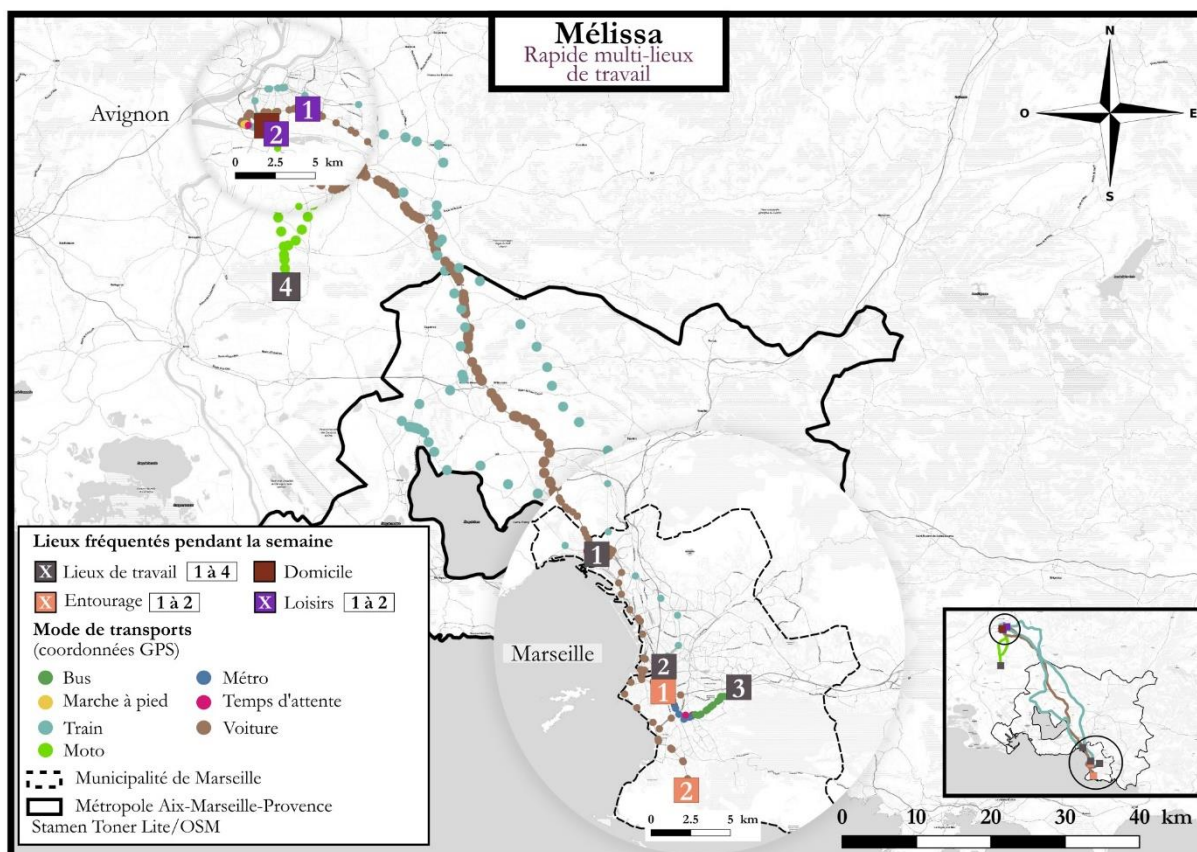 Mélissa
Rapide multi-lieux
de travail
N
O
E
S
Avignon
1
2
0 2.5 5 km
4
1
Marseille
2
1
3
2
0 2.5 5 km
Lieux fréquentés pendant la semaine
X Lieux de travail 1 à 4
Domicile
X Entourage 1 à 2
X Loisirs 1 à 2
Mode de transports
(coordonnées GPS)
Bus
Métro
Marche à pied
Temps d'attente
Train
Voiture
Moto
Municipalité de Marseille
Métropole Aix-Marseille-Provence
Stamen Toner Lite/OSM
0 10 20 30 40 km